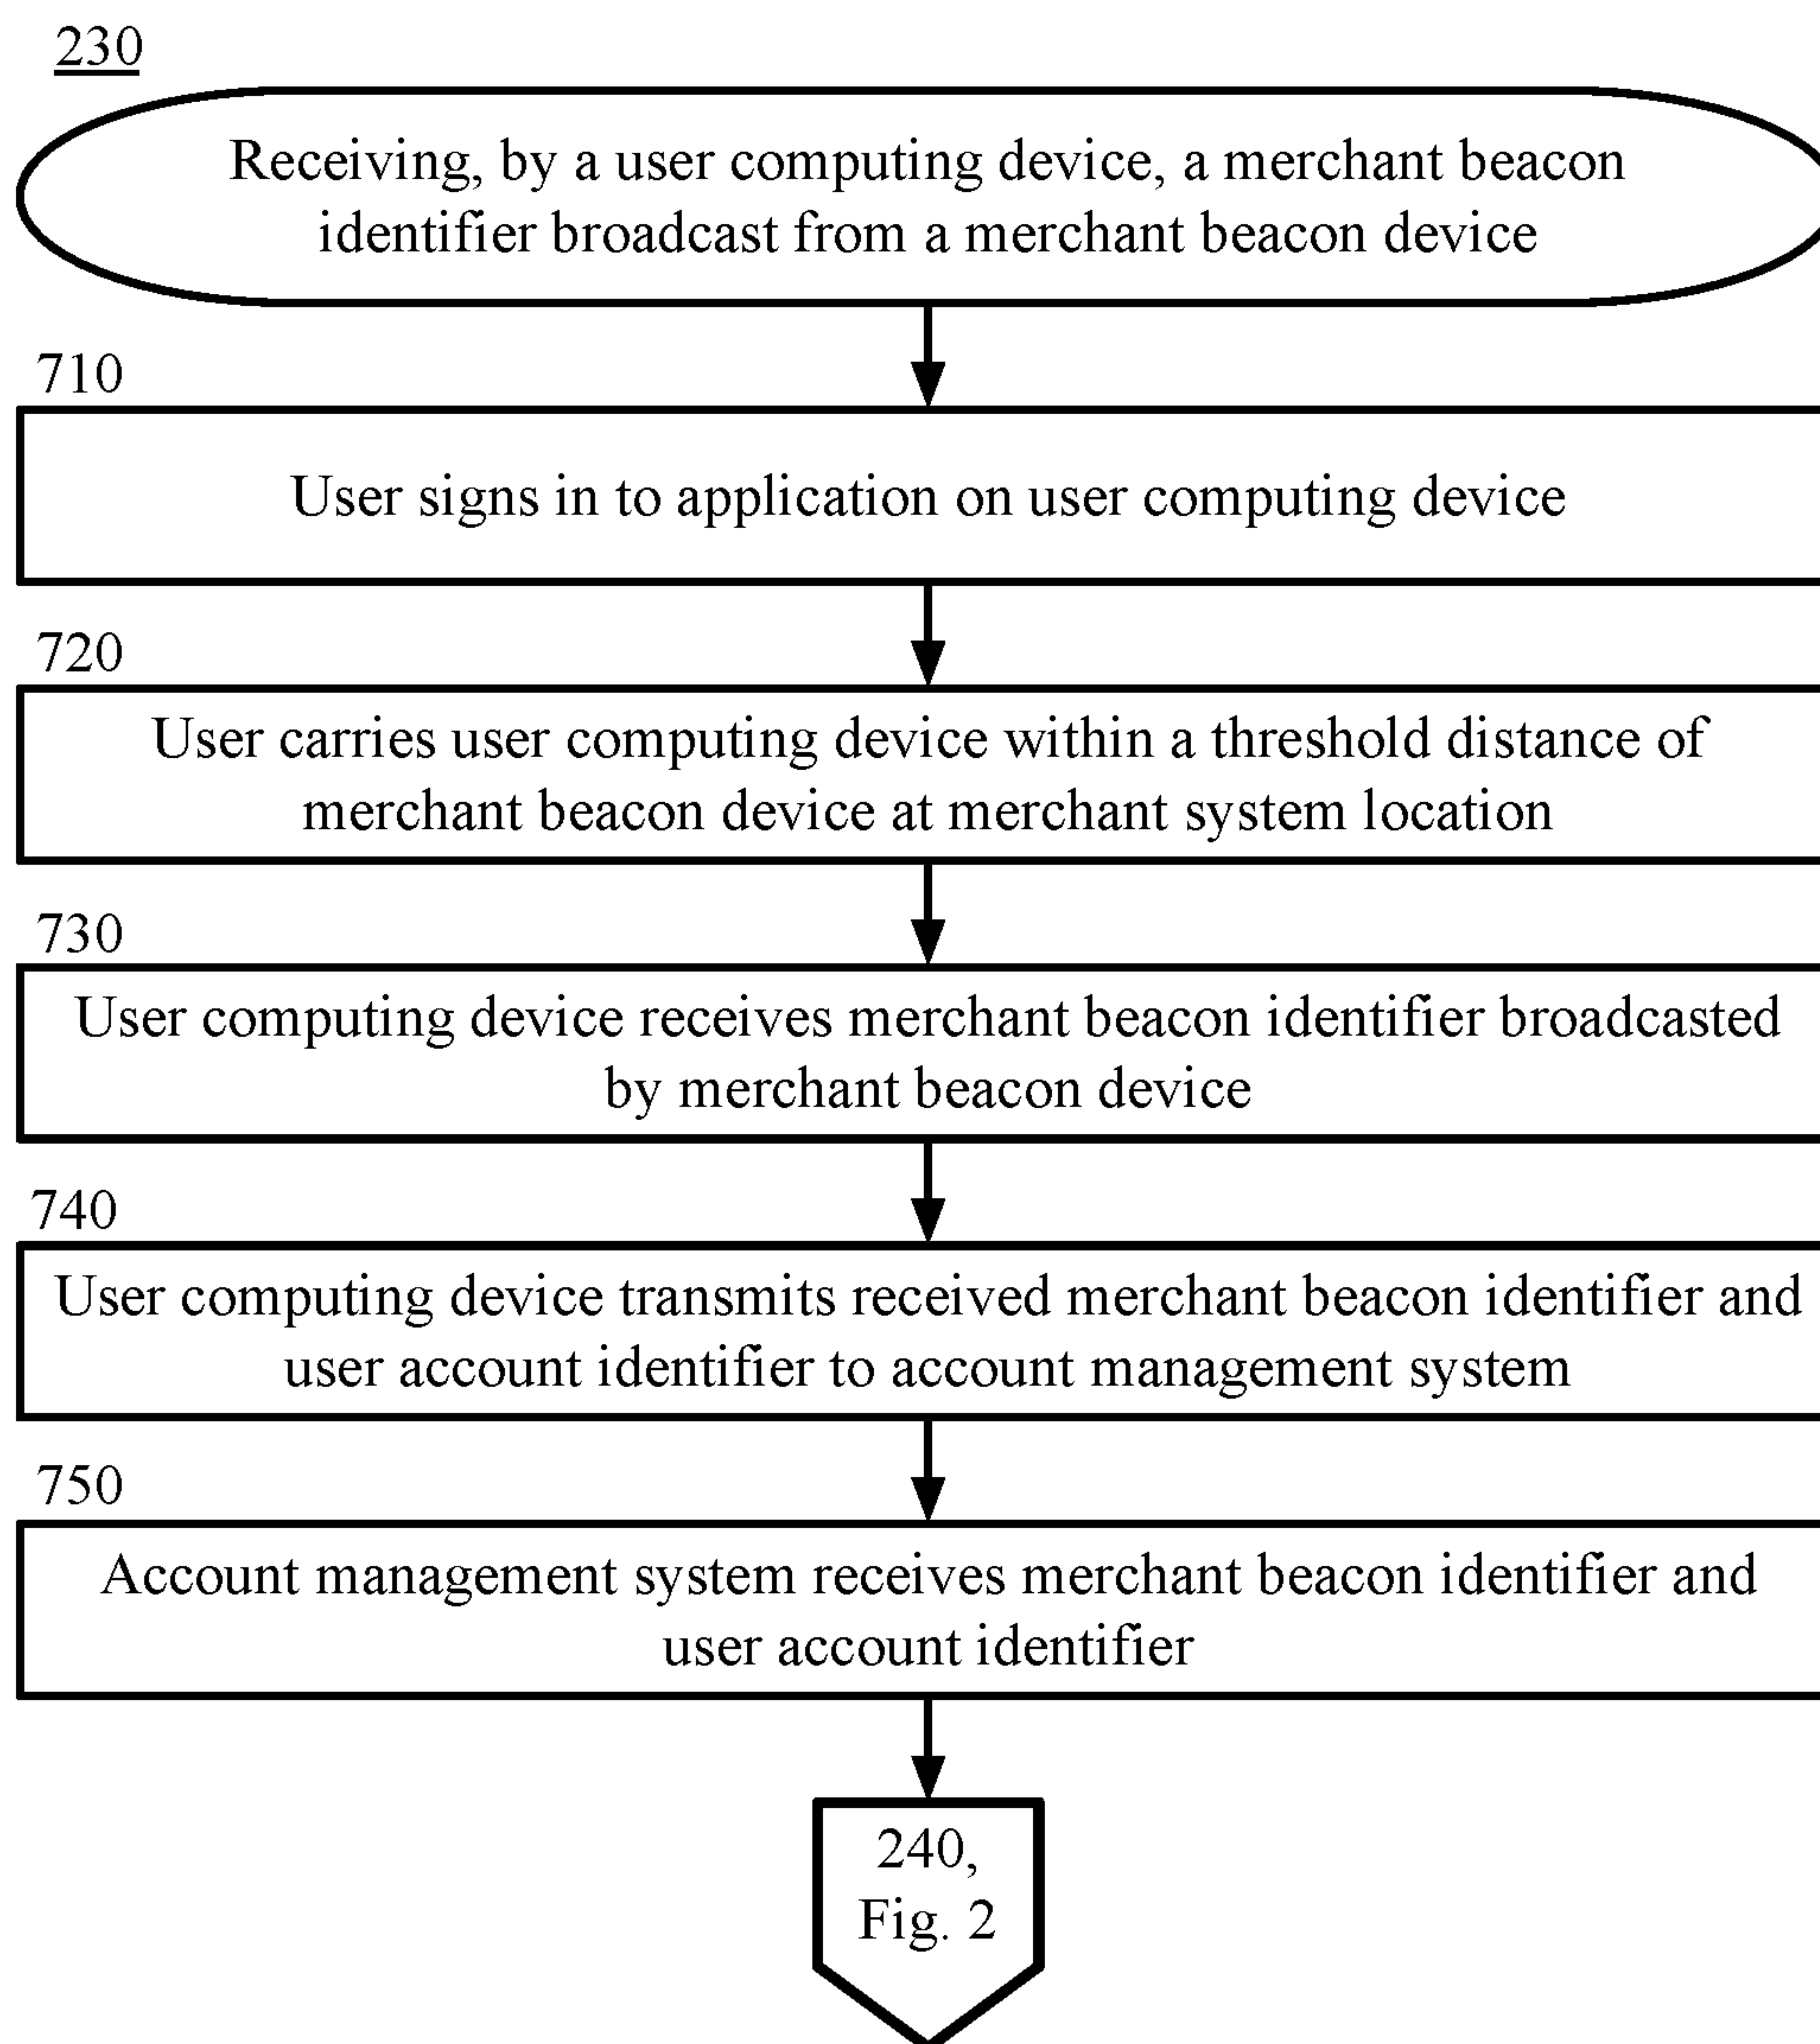 230
Receiving, by a user computing device, a merchant beacon
identifier broadcast from a merchant beacon device
710
User signs in to application on user computing device
720
User carries user computing device within a threshold distance of
merchant beacon device at merchant system location
730
User computing device receives merchant beacon identifier broadcasted
by merchant beacon device
740
User computing device transmits received merchant beacon identifier and
user account identifier to account management system
750
Account management system receives merchant beacon identifier and
user account identifier
240,
Fig. 2